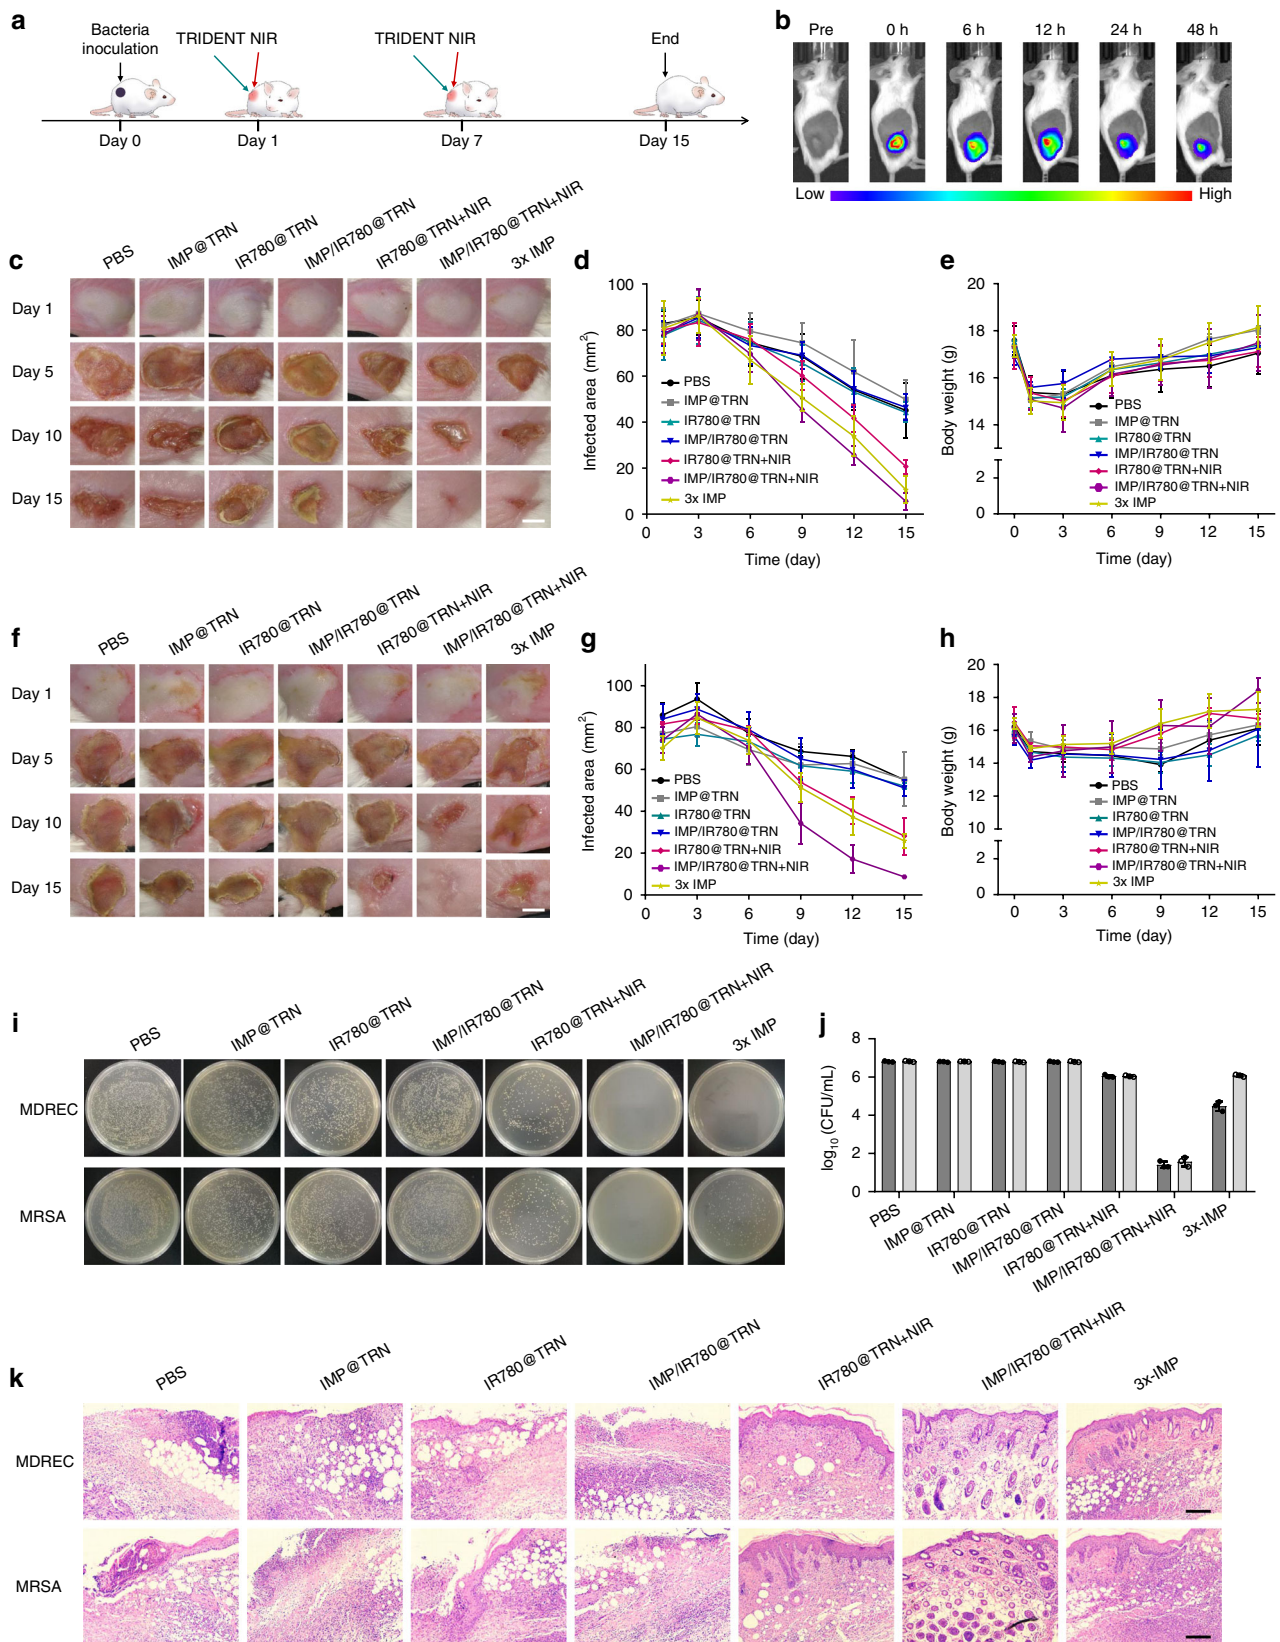 a
Bacteria
inoculation
TRIDENT NIR
TRIDENT NIR
End
Day 0
Day 1
Day 7
Day 15
b
Pre
0 h
6 h
12 h
24 h
48 h
Low
High
c
PBS
IMP@TRN
IR780@TRN
IMP/IR780@TRN
IR780@TRN+NIR
IMP/IR780@TRN+NIR
3x IMP
Day 1
Day 5
Day 10
Day 15
d
Infected area (mm²)
100
80
60
40
20
0
PBS
IMP@TRN
IR780@TRN
IMP/IR780@TRN
IR780@TRN+NIR
IMP/IR780@TRN+NIR
3x IMP
0 3 6 9 12 15
Time (day)
e
Body weight (g)
20
18
16
14
2
0
PBS
IMP@TRN
IR780@TRN
IMP/IR780@TRN
IR780@TRN+NIR
IMP/IR780@TRN+NIR
3x IMP
0 3 6 9 12 15
Time (day)
f
PBS
IMP@TRN
IR780@TRN
IMP/IR780@TRN
IR780@TRN+NIR
IMP/IR780@TRN+NIR
3x IMP
Day 1
Day 5
Day 10
Day 15
g
Infected area (mm²)
100
80
60
40
20
0
PBS
IMP@TRN
IR780@TRN
IMP/IR780@TRN
IR780@TRN+NIR
IMP/IR780@TRN+NIR
3x IMP
0 3 6 9 12 15
Time (day)
h
Body weight (g)
20
18
16
14
12
10
2
0
PBS
IMP@TRN
IR780@TRN
IMP/IR780@TRN
IR780@TRN+NIR
IMP/IR780@TRN+NIR
3x IMP
0 3 6 9 12 15
Time (day)
i
PBS
IMP@TRN
IR780@TRN
IMP/IR780@TRN
IR780@TRN+NIR
IMP/IR780@TRN+NIR
3x IMP
MDREC
MRSA
j
log₁₀ (CFU/mL)
8
6
4
2
0
PBS
IMP@TRN
IR780@TRN
IMP/IR780@TRN
IR780@TRN+NIR
IMP/IR780@TRN+NIR
3x-IMP
k
PBS
IMP@TRN
IR780@TRN
IMP/IR780@TRN
IR780@TRN+NIR
IMP/IR780@TRN+NIR
3x-IMP
MDREC
MRSA